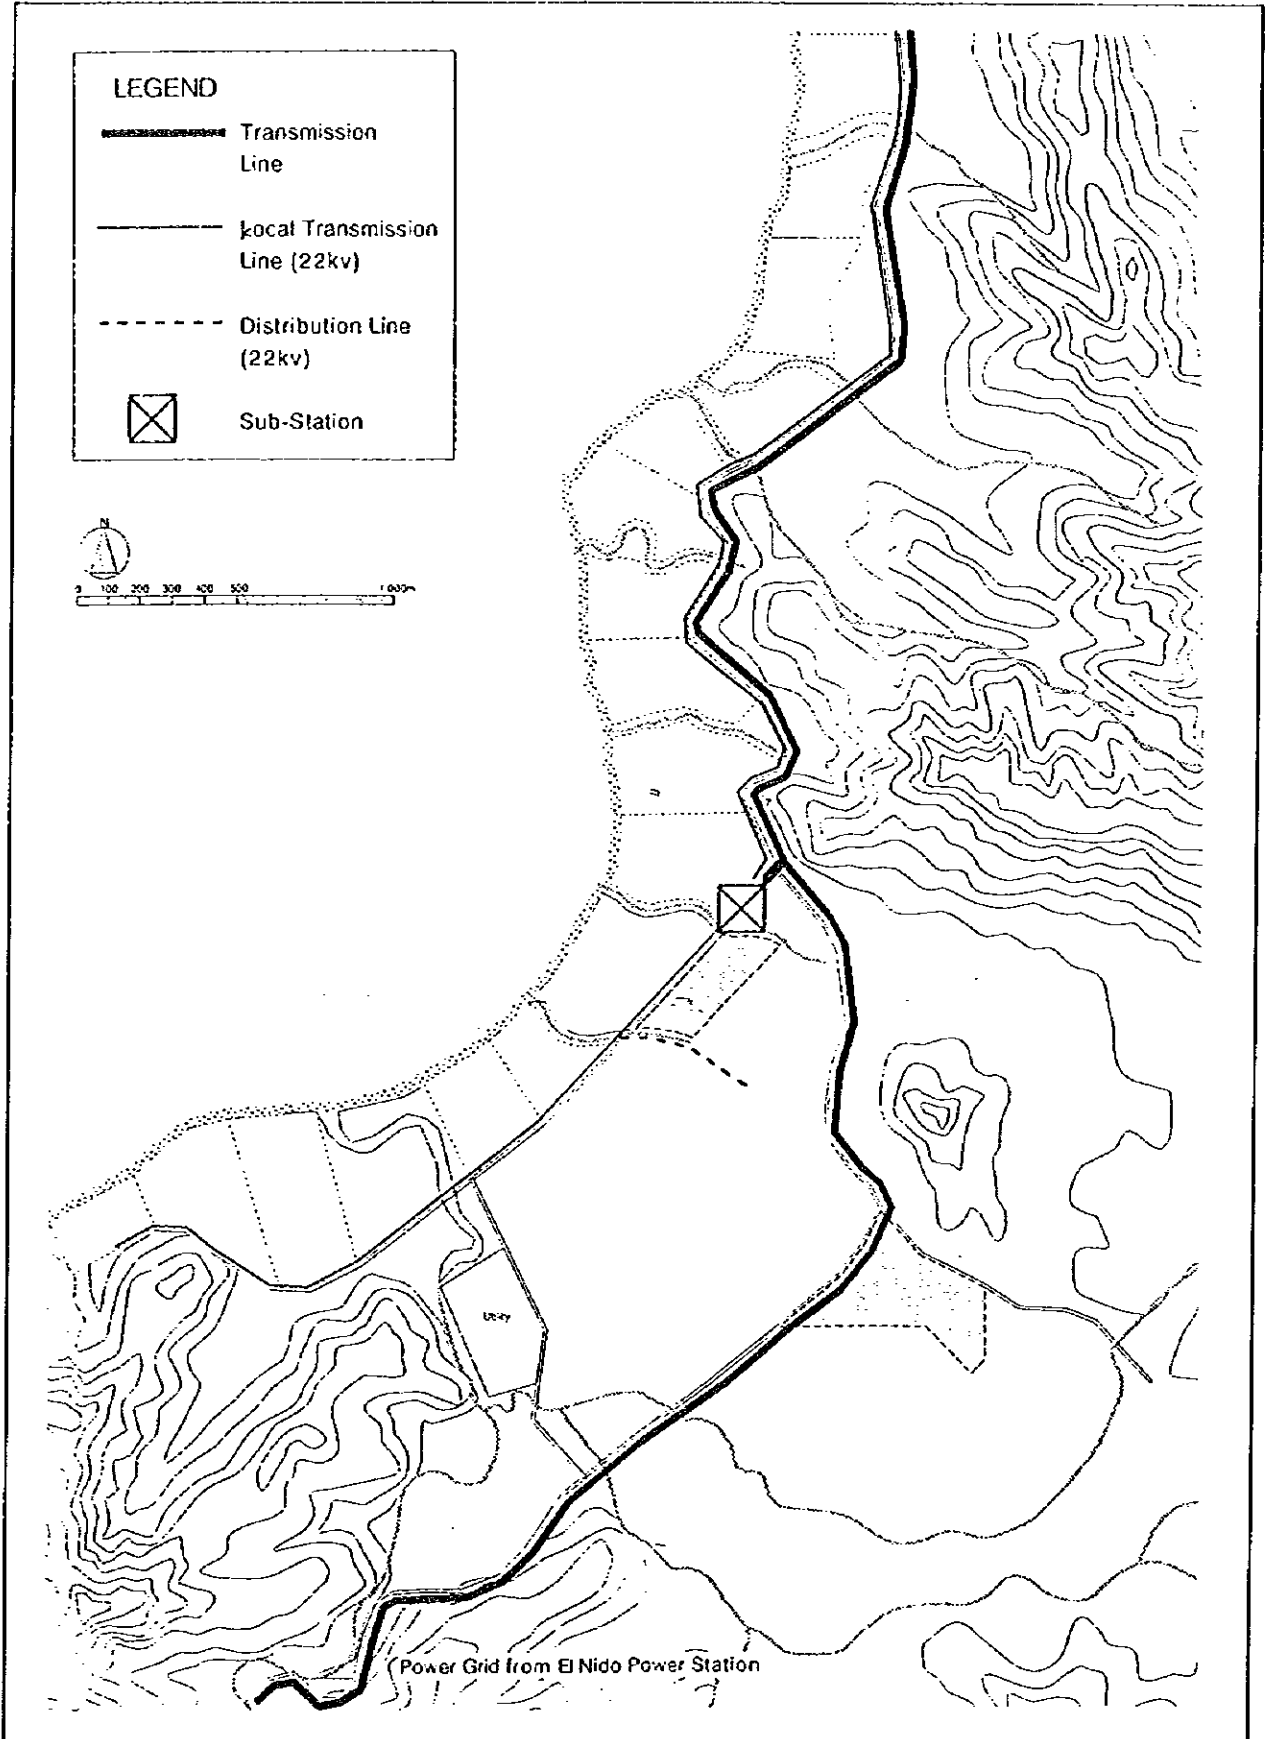 LEGEND
Transmission
Line
Local Transmission
Line (22kv)
Distribution Line
(22kv)
Sub-Station
N
0 100 200 300 400 500 1000m
Utility
(Power Grid from El Nido Power Station